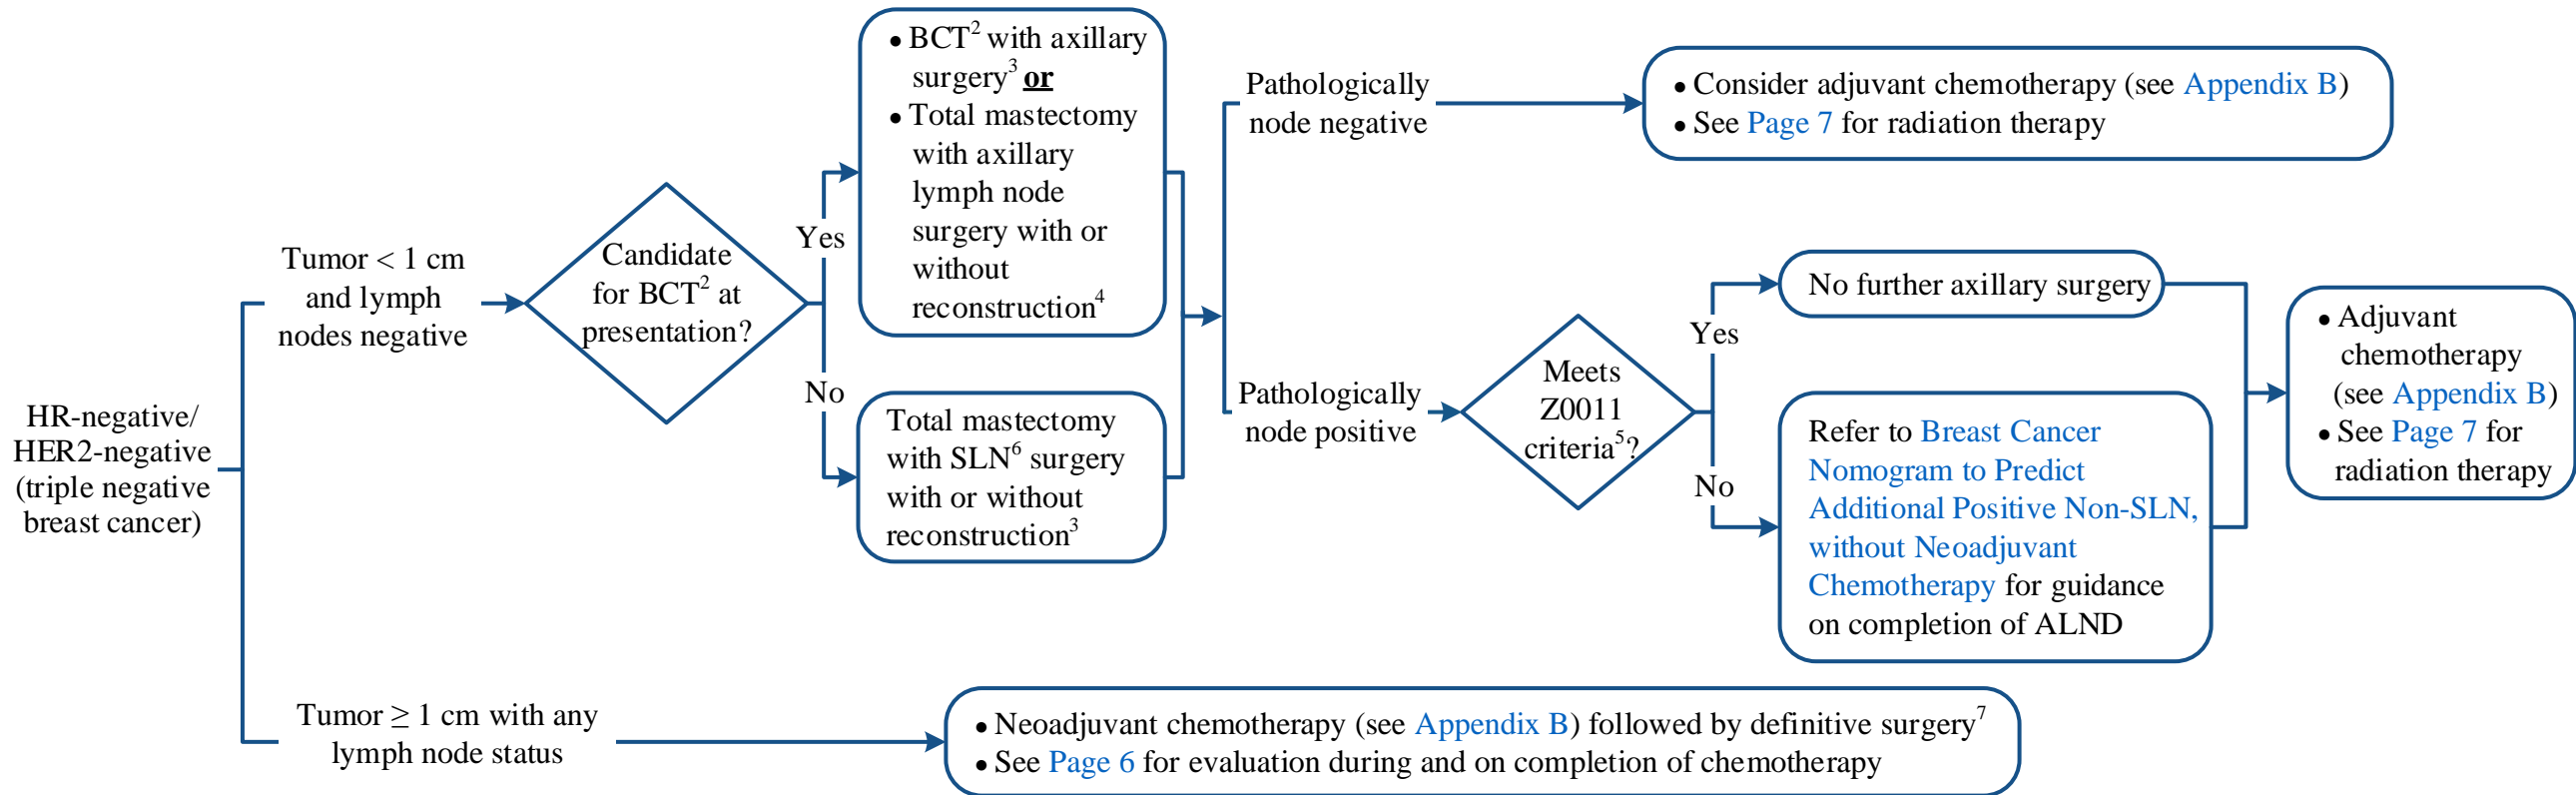 HR-negative/
HER2-negative
(triple negative
breast cancer)
Tumor < 1 cm
and lymph
nodes negative
Candidate
for BCT² at
presentation?
Yes
No
• BCT² with axillary
surgery³ or
• Total mastectomy
with axillary
lymph node
surgery with or
without
reconstruction⁴
Total mastectomy
with SLN⁶ surgery
with or without
reconstruction³
Pathologically
node negative
• Consider adjuvant chemotherapy (see Appendix B)
• See Page 7 for radiation therapy
Pathologically
node positive
Meets
Z0011
criteria⁵?
Yes
No
No further axillary surgery
Refer to Breast Cancer
Nomogram to Predict
Additional Positive Non-SLN,
without Neoadjuvant
Chemotherapy for guidance
on completion of ALND
• Adjuvant
chemotherapy
(see Appendix B)
• See Page 7 for
radiation therapy
Tumor ≥ 1 cm with any
lymph node status
• Neoadjuvant chemotherapy (see Appendix B) followed by definitive surgery⁷
• See Page 6 for evaluation during and on completion of chemotherapy